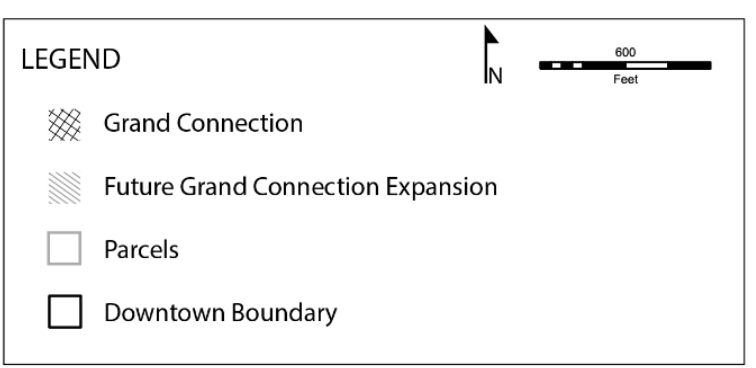 LEGEND
N
600
Feet
Grand Connection
Future Grand Connection Expansion
Parcels
Downtown Boundary